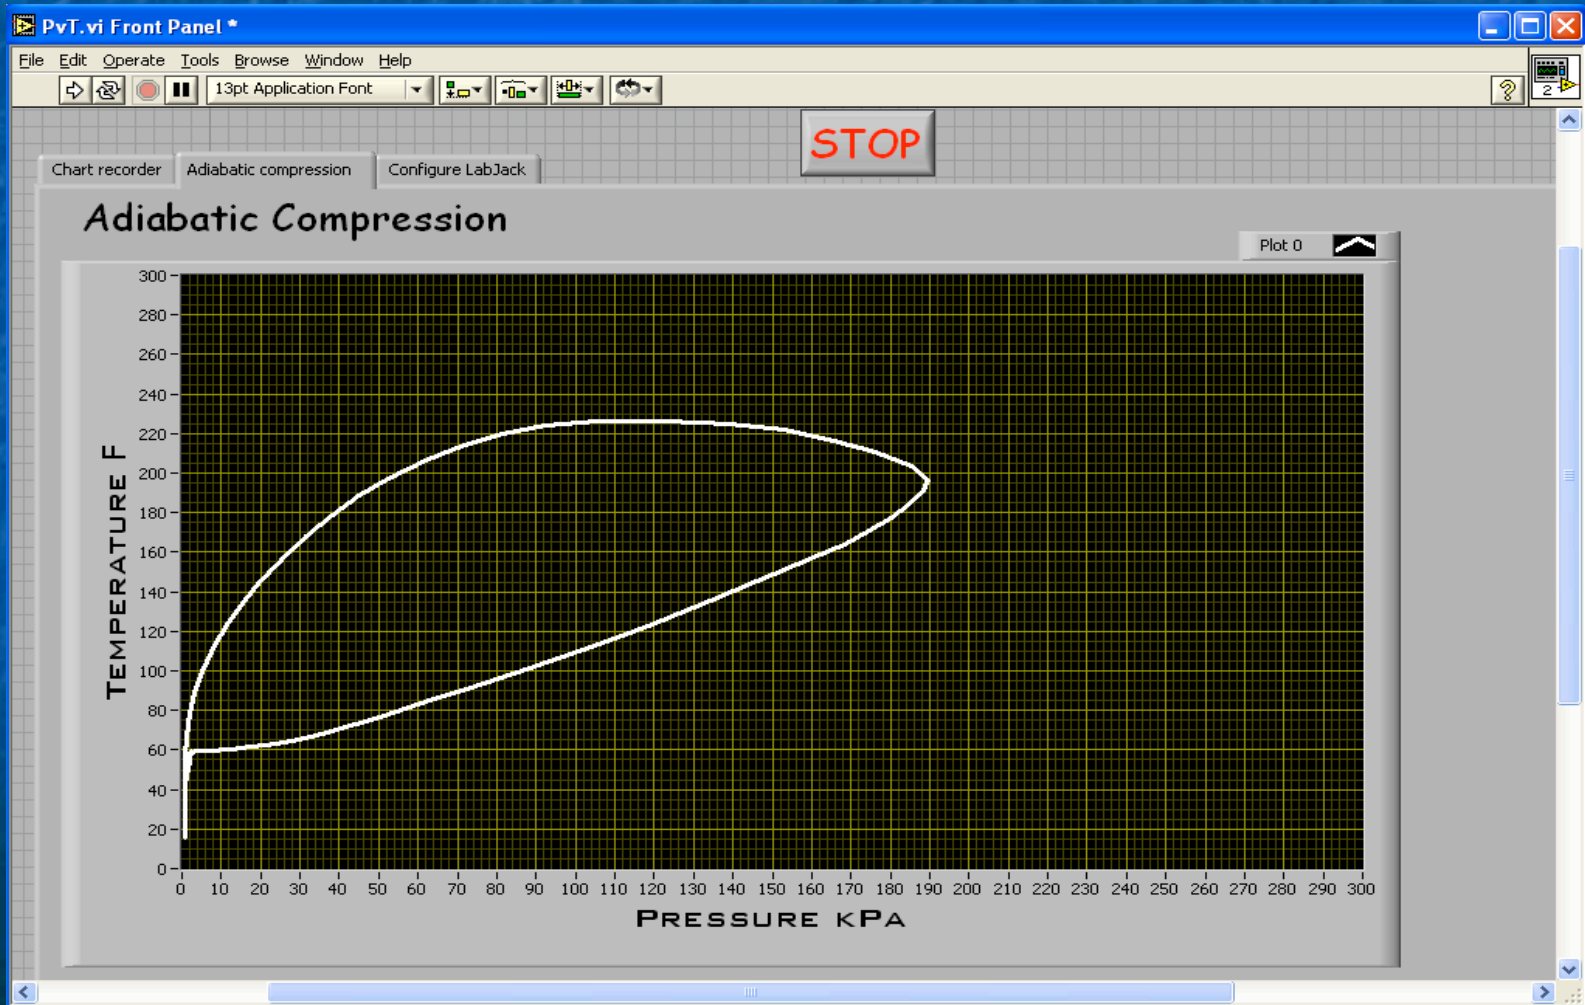 PvT.vi Front Panel *
File Edit Operate Tools Browse Window Help
13pt Application Font
2
STOP
Chart recorder Adiabatic compression Configure LabJack
Adiabatic Compression
Plot 0
300
280
260
240
220
200
180
160
140
120
100
80
60
40
20
0
TEMPERATURE F
0 10 20 30 40 50 60 70 80 90 100 110 120 130 140 150 160 170 180 190 200 210 220 230 240 250 260 270 280 290 300
PRESSURE KPA